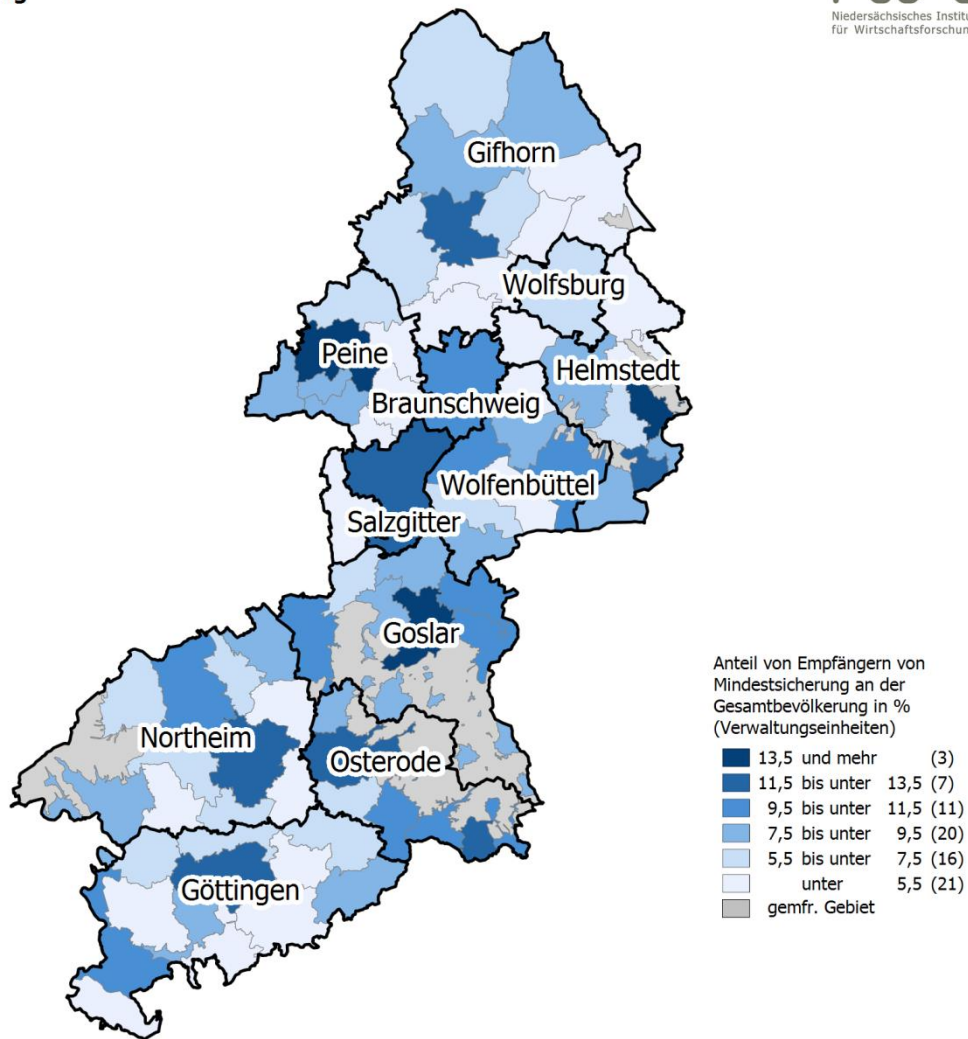 Niedersächsisches Institu
für Wirtschaftsforschun
Gifhorn
Wolfsburg
Peine
Helmstedt
Braunschweig
Wolfenbüttel
Salzgitter
Goslar
Northeim
Osterode
Göttingen
Anteil von Empfängern von
Mindestsicherung an der
Gesamtbevölkerung in %
(Verwaltungseinheiten)
13,5 und mehr (3)
11,5 bis unter 13,5 (7)
9,5 bis unter 11,5 (11)
7,5 bis unter 9,5 (20)
5,5 bis unter 7,5 (16)
unter 5,5 (21)
gemfr. Gebiet